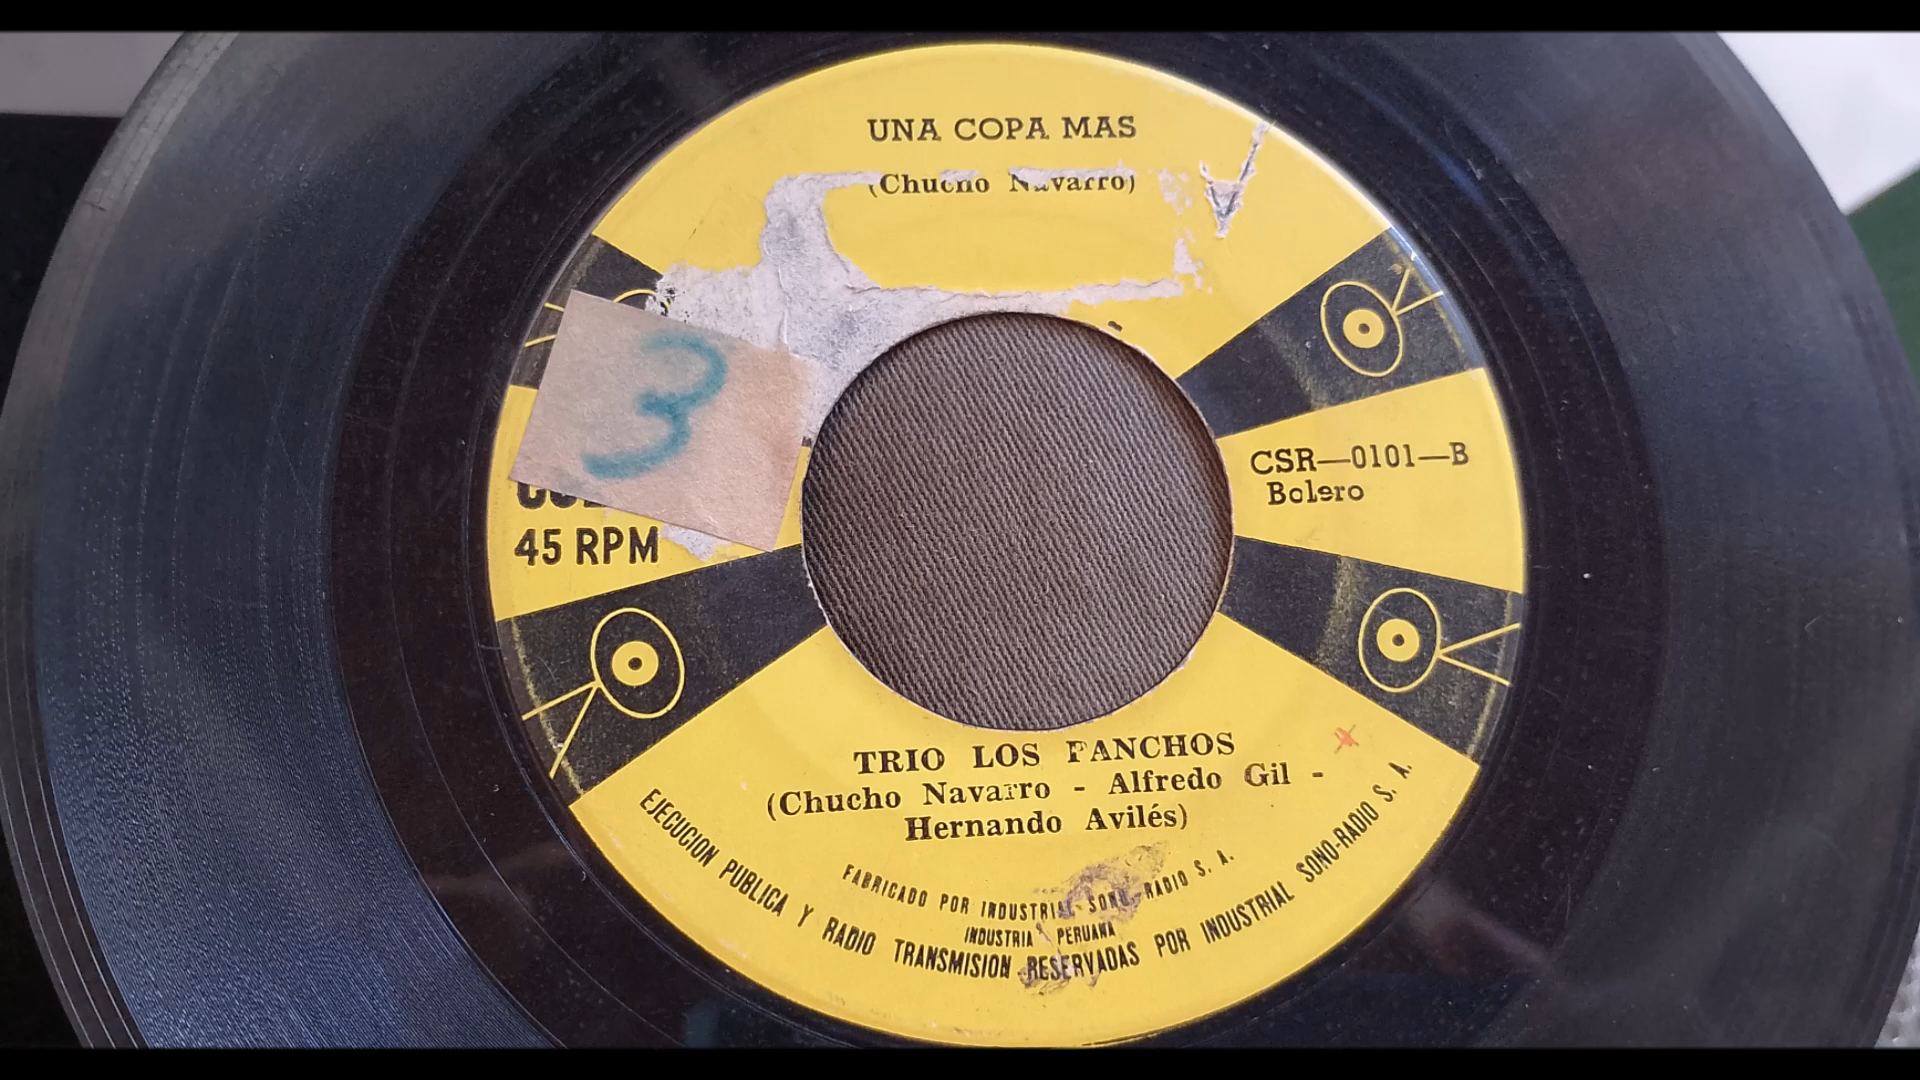 UNA COPA MAS
(Chucho Navarro)
3
45 RPM
CSR—0101—B
Bolero
TRIO LOS PANCHOS
(Chucho Navarro - Alfredo Gil -
Hernando Avilés)
FABRICADO POR INDUSTRIAL SONO-RADIO S. A.
INDUSTRIA PERUANA
EJECUCION PUBLICA Y RADIO TRANSMISION RESERVADAS POR INDUSTRIAL SONO-RADIO S. A.